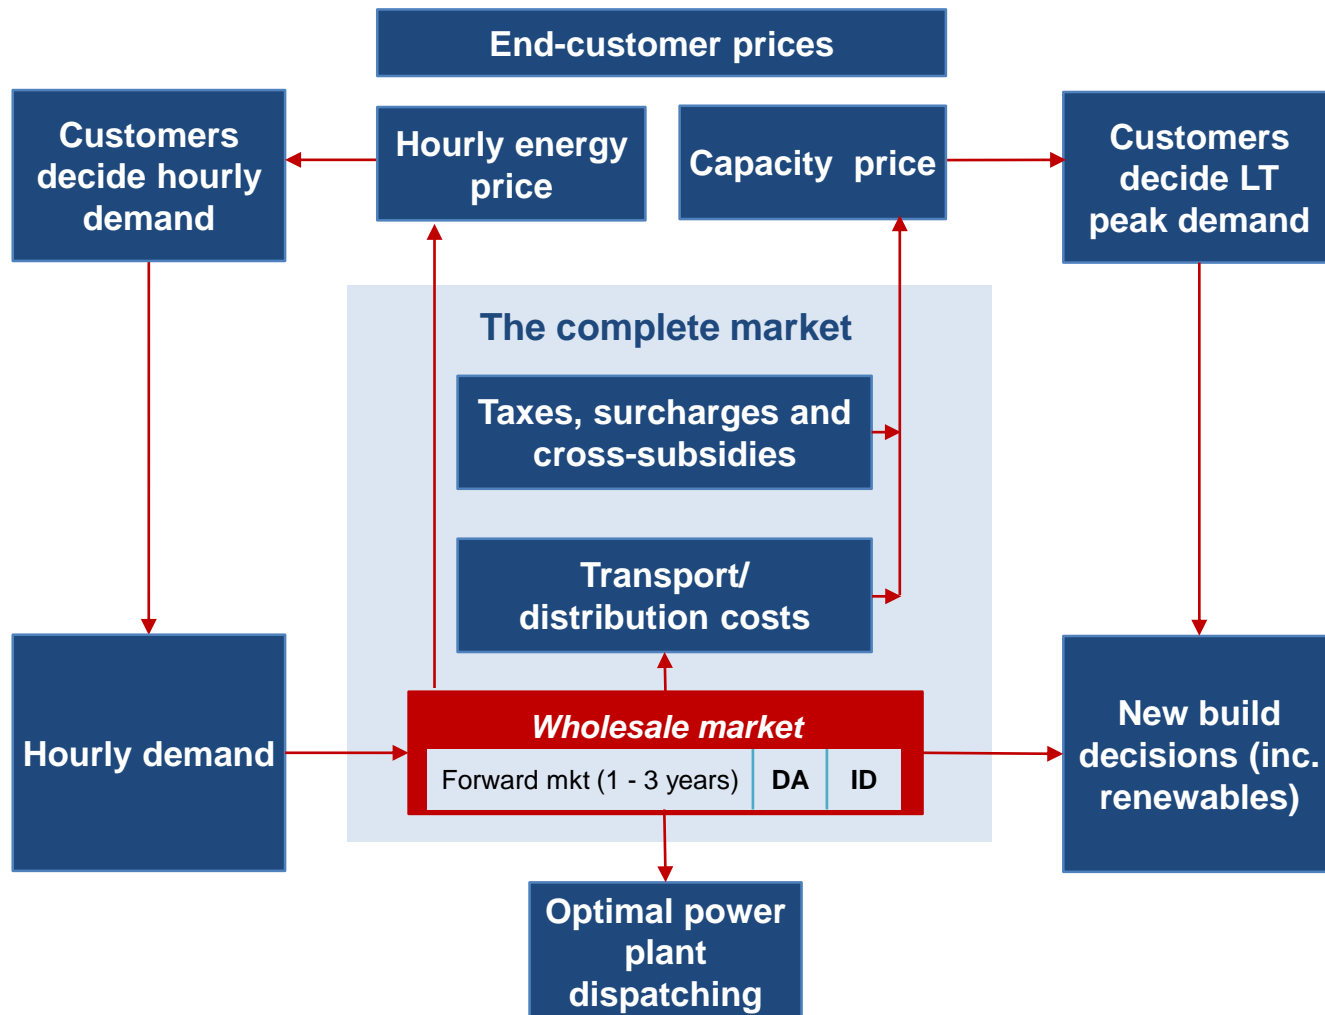 End-customer prices
Customers
decide hourly
demand
Hourly energy
price
Capacity price
Customers
decide LT
peak demand
The complete market
Taxes, surcharges and
cross-subsidies
Transport/
distribution costs
Hourly demand
Wholesale market
Forward mkt (1 - 3 years) DA ID
New build
decisions (inc.
renewables)
Optimal power
plant
dispatching